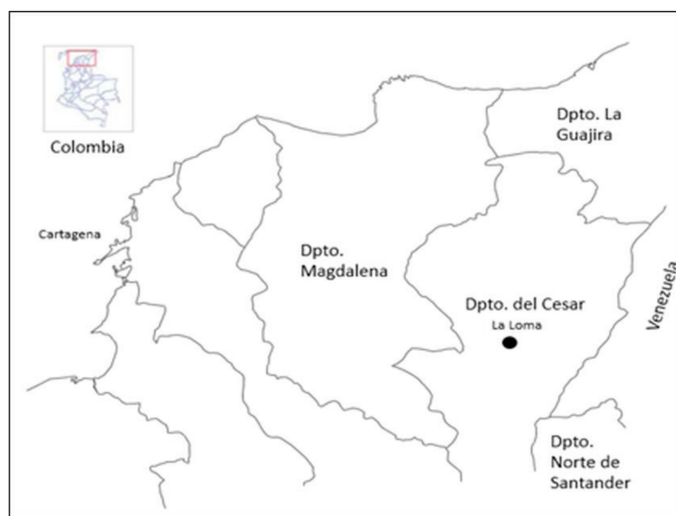 Colombia
Dpto. La
Guajira
Cartagena
Dpto.
Magdalena
Dpto. del Cesar
La Loma
Venezuela
Dpto.
Norte de
Santander